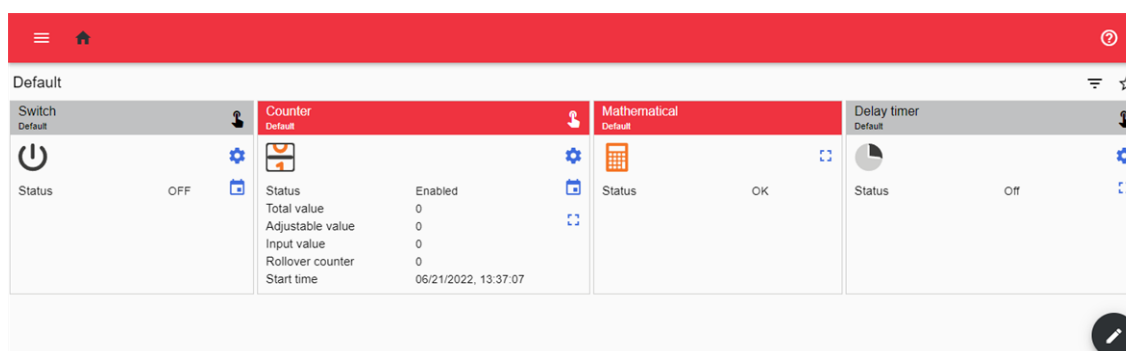 Default
Switch
Default
Status OFF
Counter
Default
Status Enabled
Total value 0
Adjustable value 0
Input value 0
Rollover counter 0
Start time 06/21/2022, 13:37:07
Mathematical
Default
Status OK
Delay timer
Default
Status Off